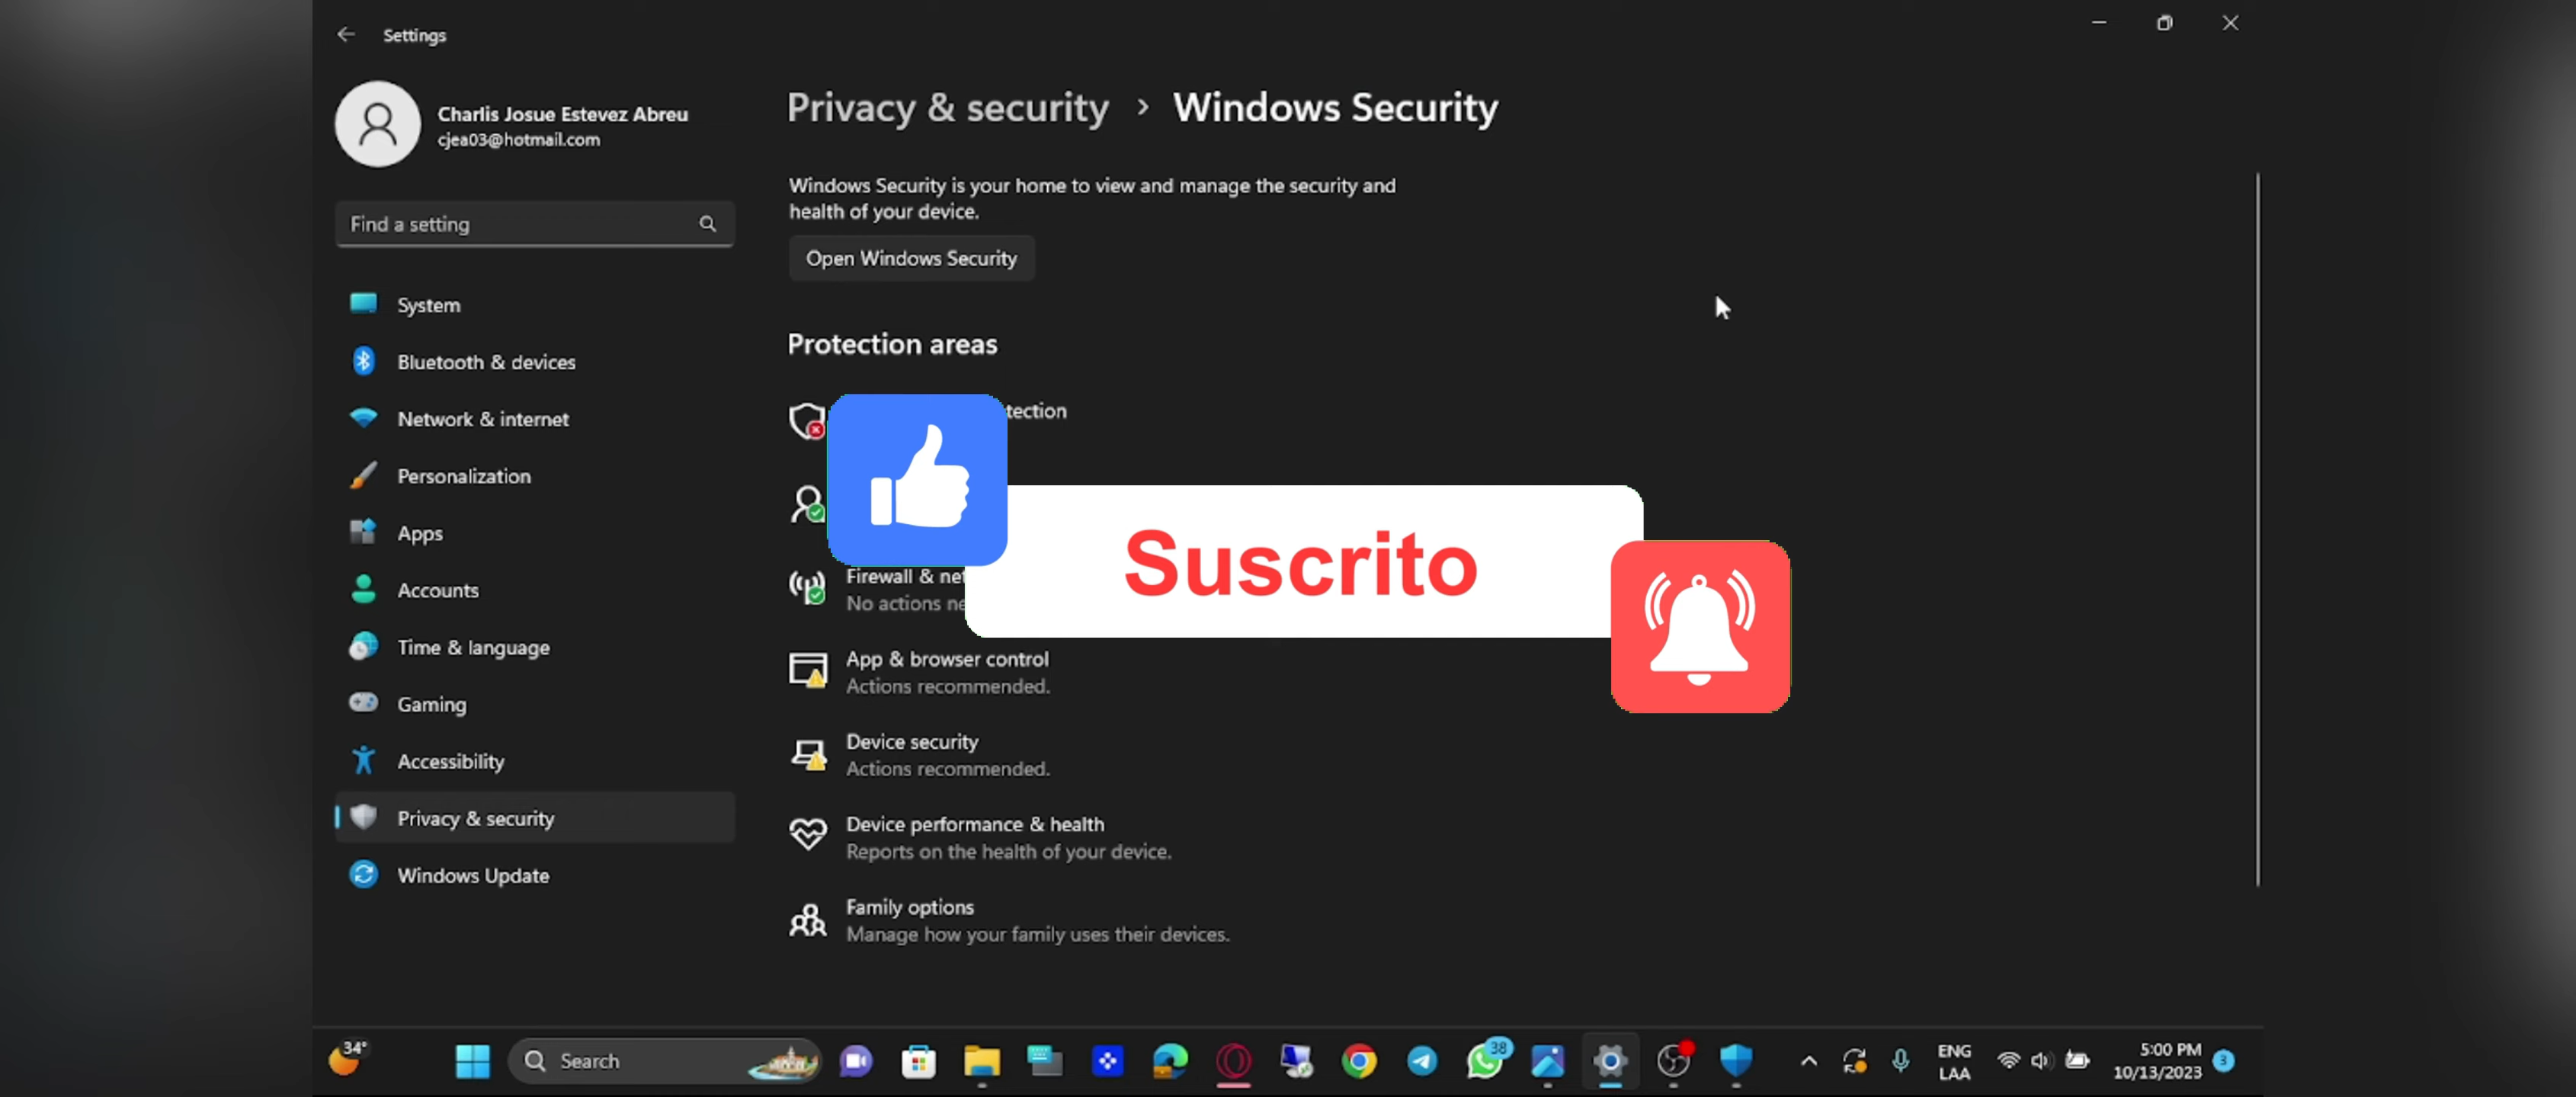 Settings
Charlis Josue Estevez Abreu
cjea03@hotmail.com
Find a setting
System
Bluetooth & devices
Network & internet
Personalization
Apps
Accounts
Time & language
Gaming
Accessibility
Privacy & security
Windows Update
Privacy & security > Windows Security
Windows Security is your home to view and manage the security and
health of your device.
Open Windows Security
Protection areas
tection
Firewall & net
No actions ne
App & browser control
Actions recommended.
Device security
Actions recommended.
Device performance & health
Reports on the health of your device.
Family options
Manage how your family uses their devices.
Suscrito
34°
Search
38
ENG
LAA
5:00 PM
10/13/2023
3